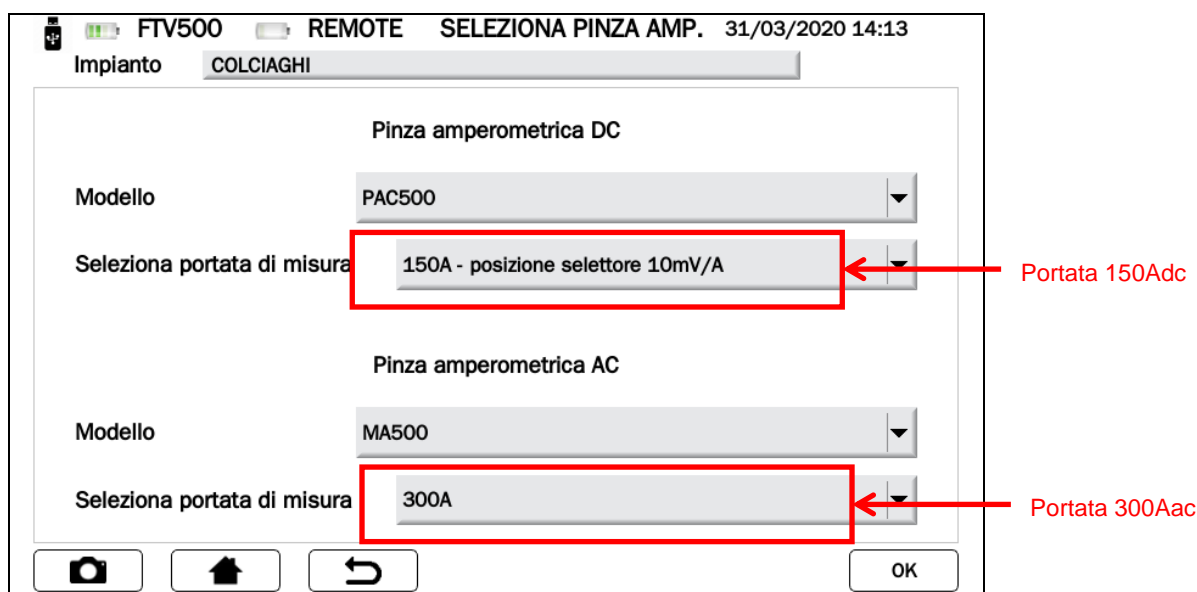 FTV500 REMOTE SELEZIONA PINZA AMP. 31/03/2020 14:13
Impianto COLCIAGHI
Pinza amperometrica DC
Modello PAC500
Seleziona portata di misura 150A - posizione selettore 10mV/A
Portata 150Adc
Pinza amperometrica AC
Modello MA500
Seleziona portata di misura 300A
Portata 300Aac
OK